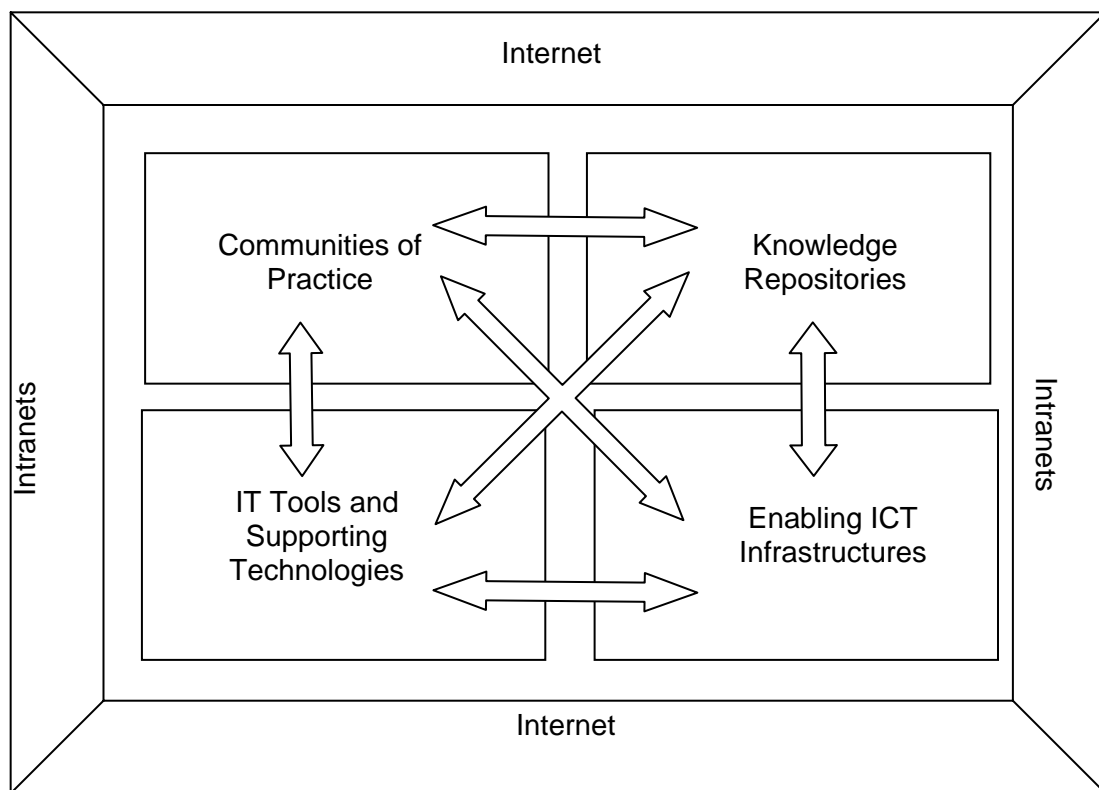 Internet
Communities of
Practice
Knowledge
Repositories
Intranets
Intranets
IT Tools and
Supporting
Technologies
Enabling ICT
Infrastructures
Internet